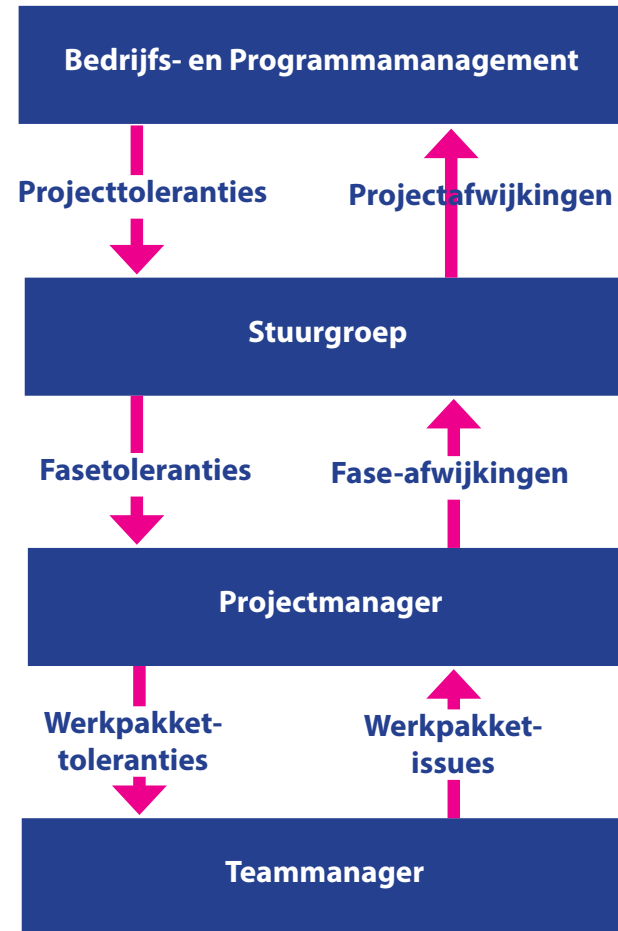 Bedrijfs- en Programmamanagement
Projecttoleranties
Projectafwijkingen
Stuurgroep
Fasetoleranties
Fase-afwijkingen
Projectmanager
Werkpakket-
toleranties
Werkpakket-
issues
Teammanager